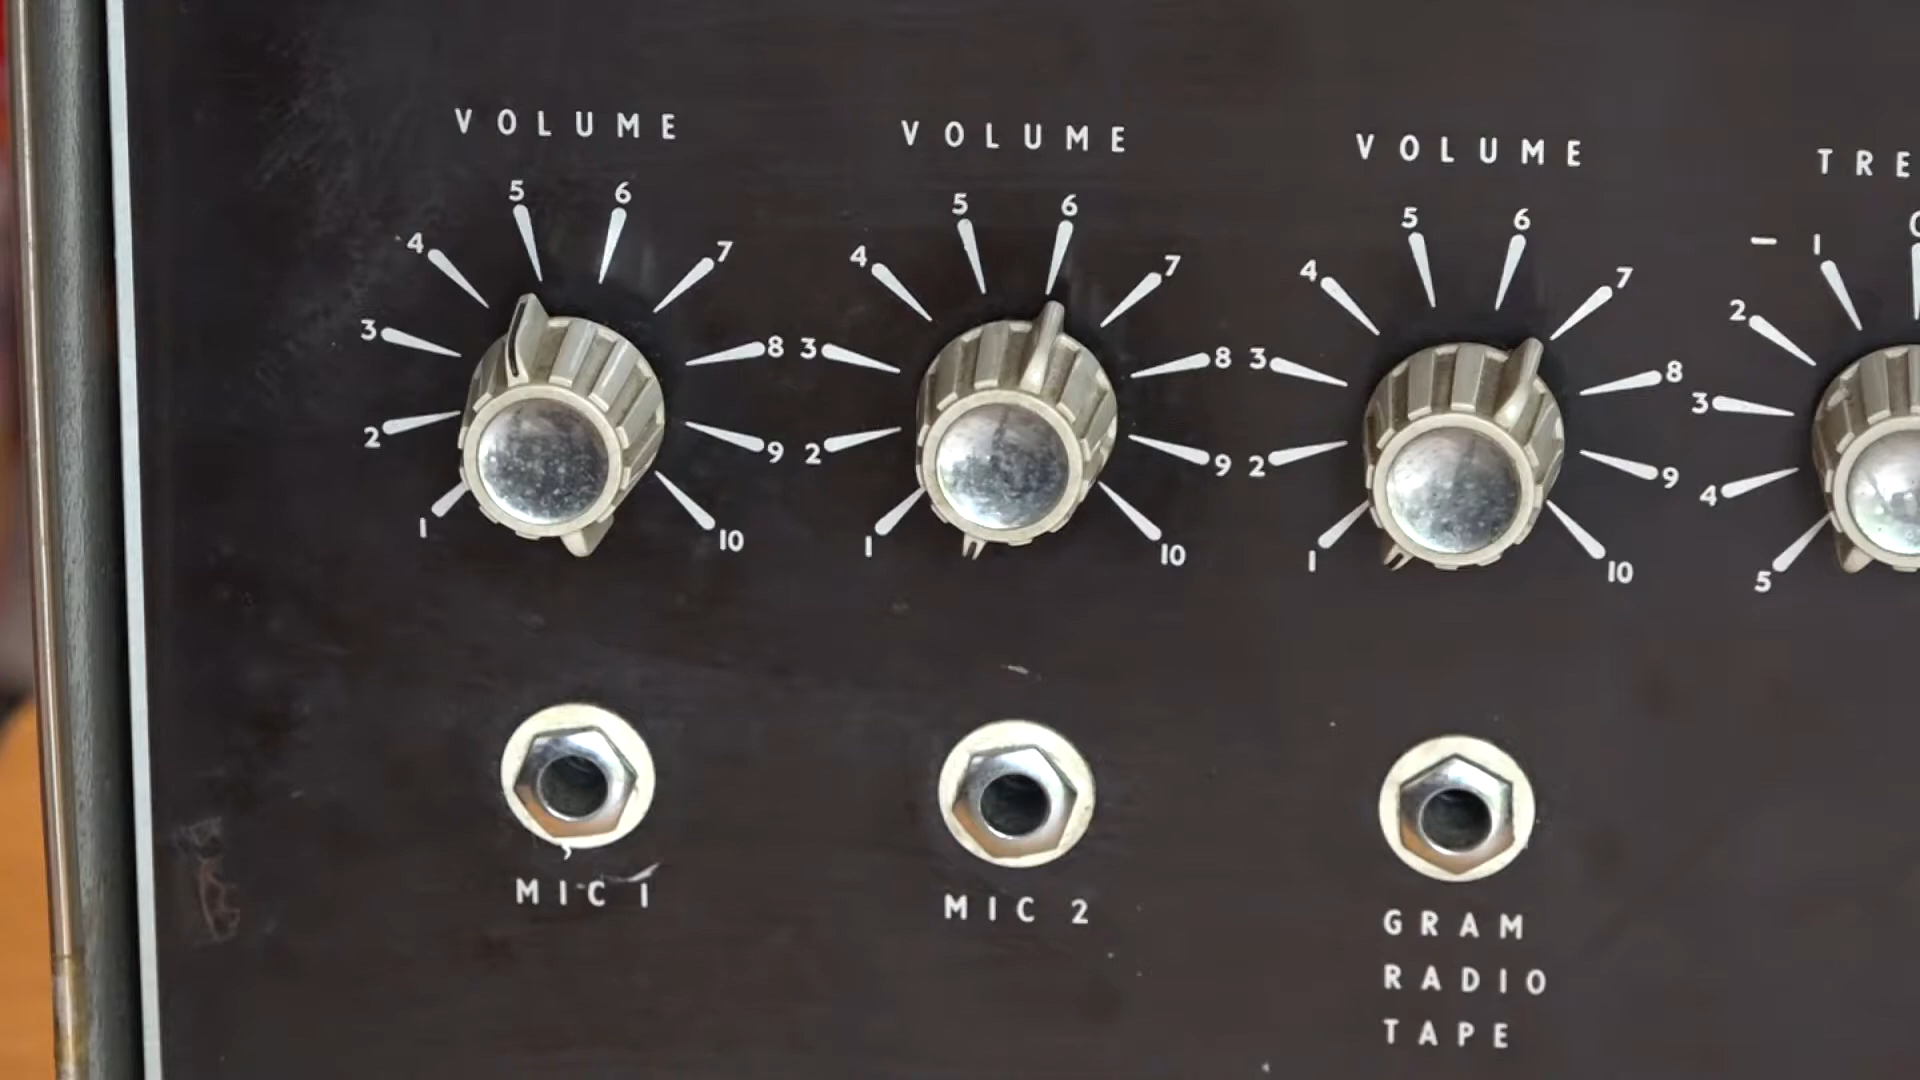 VOLUME
1 2 3 4 5 6 7 8 9 10
VOLUME
1 2 3 4 5 6 7 8 9 10
VOLUME
1 2 3 4 5 6 7 8 9 10
TRE
5 4 3 2 1 -
MIC 1
MIC 2
GRAM
RADIO
TAPE